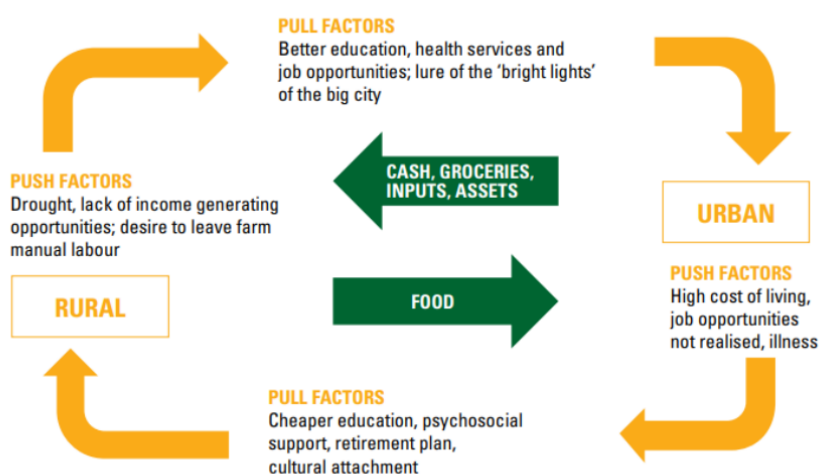 PULL FACTORS
Better education, health services and
job opportunities; lure of the ‘bright lights’
of the big city
PUSH FACTORS
Drought, lack of income generating
opportunities; desire to leave farm
manual labour
RURAL
CASH, GROCERIES,
INPUTS, ASSETS
FOOD
URBAN
PUSH FACTORS
High cost of living,
job opportunities
not realised, illness
PULL FACTORS
Cheaper education, psychosocial
support, retirement plan,
cultural attachment